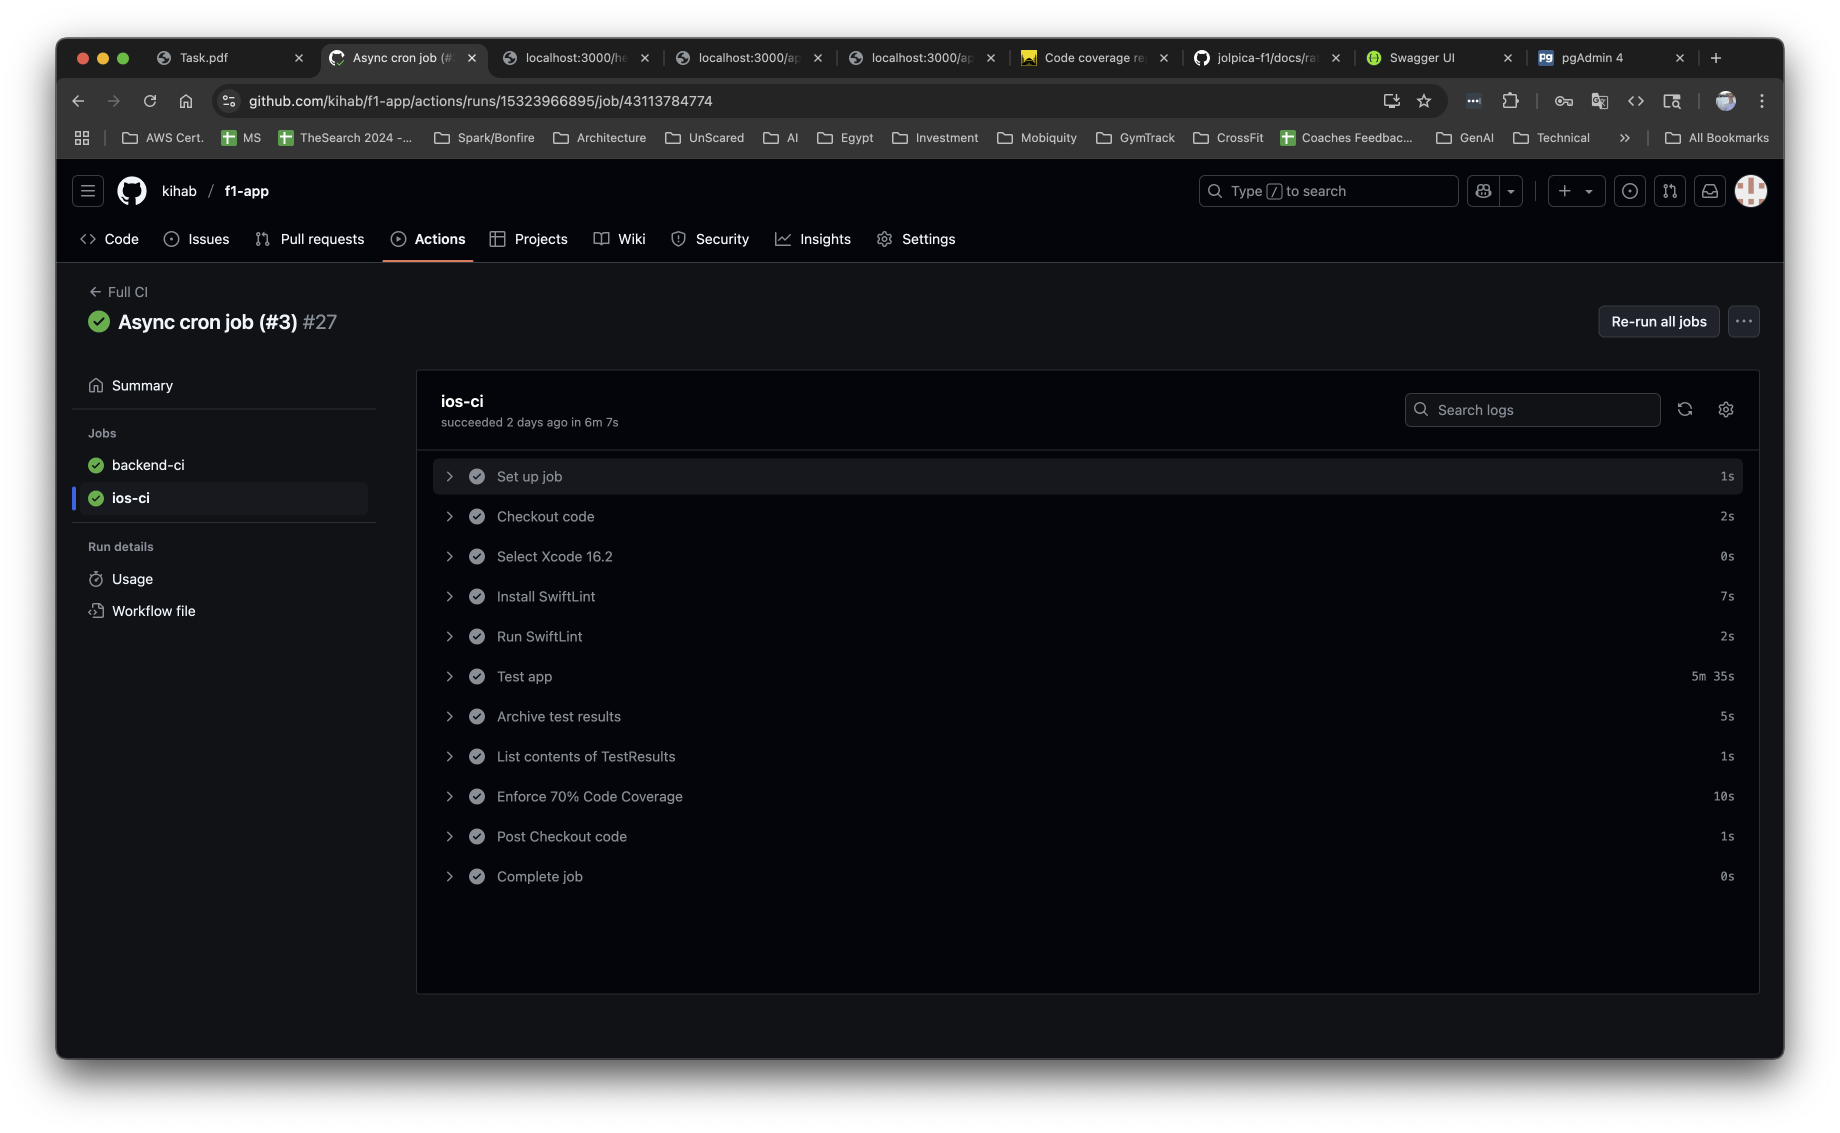 Task.pdf
Async cron job (#
localhost:3000/he
localhost:3000/ap
localhost:3000/ap
Code coverage re
jolpica-f1/docs/ra
Swagger UI
pgAdmin 4
github.com/kihab/f1-app/actions/runs/15323966895/job/43113784774
AWS Cert.
MS
TheSearch 2024 -...
Spark/Bonfire
Architecture
UnScared
AI
Egypt
Investment
Mobiquity
GymTrack
CrossFit
Coaches Feedbac...
GenAI
Technical
All Bookmarks
kihab / f1-app
Type / to search
Code
Issues
Pull requests
Actions
Projects
Wiki
Security
Insights
Settings
Full CI
Async cron job (#3) #27
Re-run all jobs
Summary
Jobs
backend-ci
ios-ci
Run details
Usage
Workflow file
ios-ci
succeeded 2 days ago in 6m 7s
Search logs
Set up job 1s
Checkout code 2s
Select Xcode 16.2 0s
Install SwiftLint 7s
Run SwiftLint 2s
Test app 5m 35s
Archive test results 5s
List contents of TestResults 1s
Enforce 70% Code Coverage 10s
Post Checkout code 1s
Complete job 0s